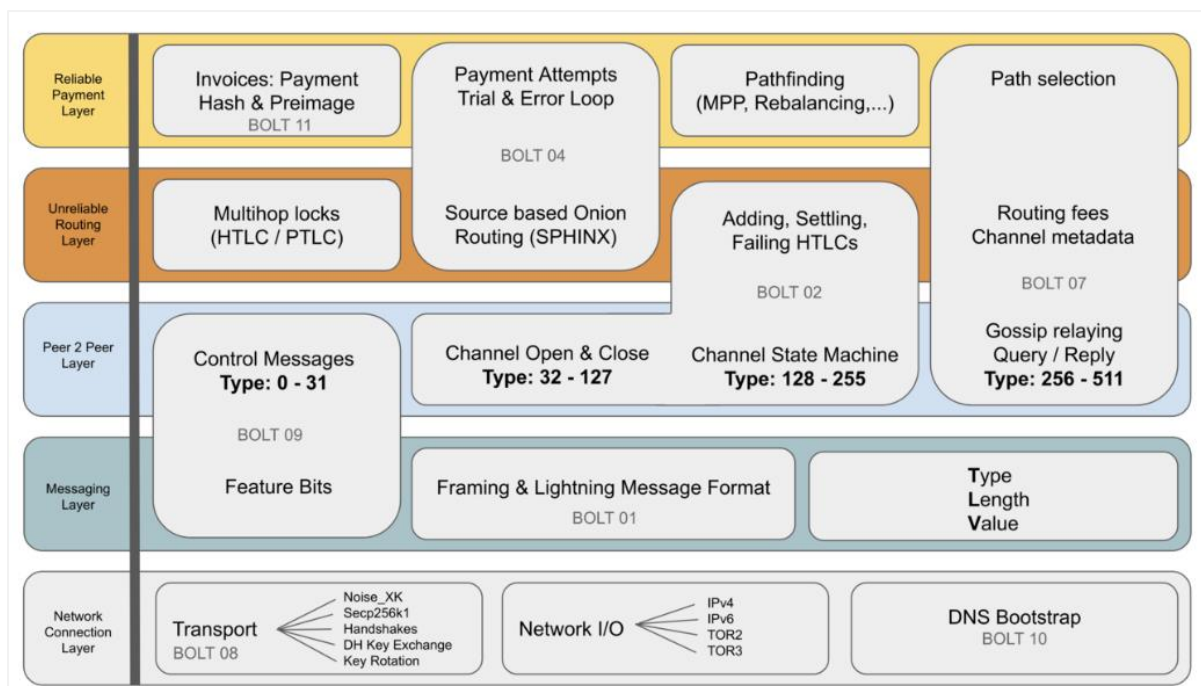 Reliable
Payment
Layer
Invoices: Payment
Hash & Preimage
BOLT 11
Payment Attempts
Trial & Error Loop
BOLT 04
Source based Onion
Routing (SPHINX)
Pathfinding
(MPP, Rebalancing,...)
Path selection
Routing fees
Channel metadata
BOLT 07
Gossip relaying
Query / Reply
Type: 256 - 511
Unreliable
Routing
Layer
Multihop locks
(HTLC / PTLC)
Adding, Settling,
Failing HTLCs
BOLT 02
Channel State Machine
Type: 128 - 255
Peer 2 Peer
Layer
Control Messages
Type: 0 - 31
BOLT 09
Feature Bits
Channel Open & Close
Type: 32 - 127
Messaging
Layer
Framing & Lightning Message Format
BOLT 01
Type
Length
Value
Network
Connection
Layer
Transport
BOLT 08
Noise_XK
Secp256k1
Handshakes
DH Key Exchange
Key Rotation
Network I/O
IPv4
IPv6
TOR2
TOR3
DNS Bootstrap
BOLT 10